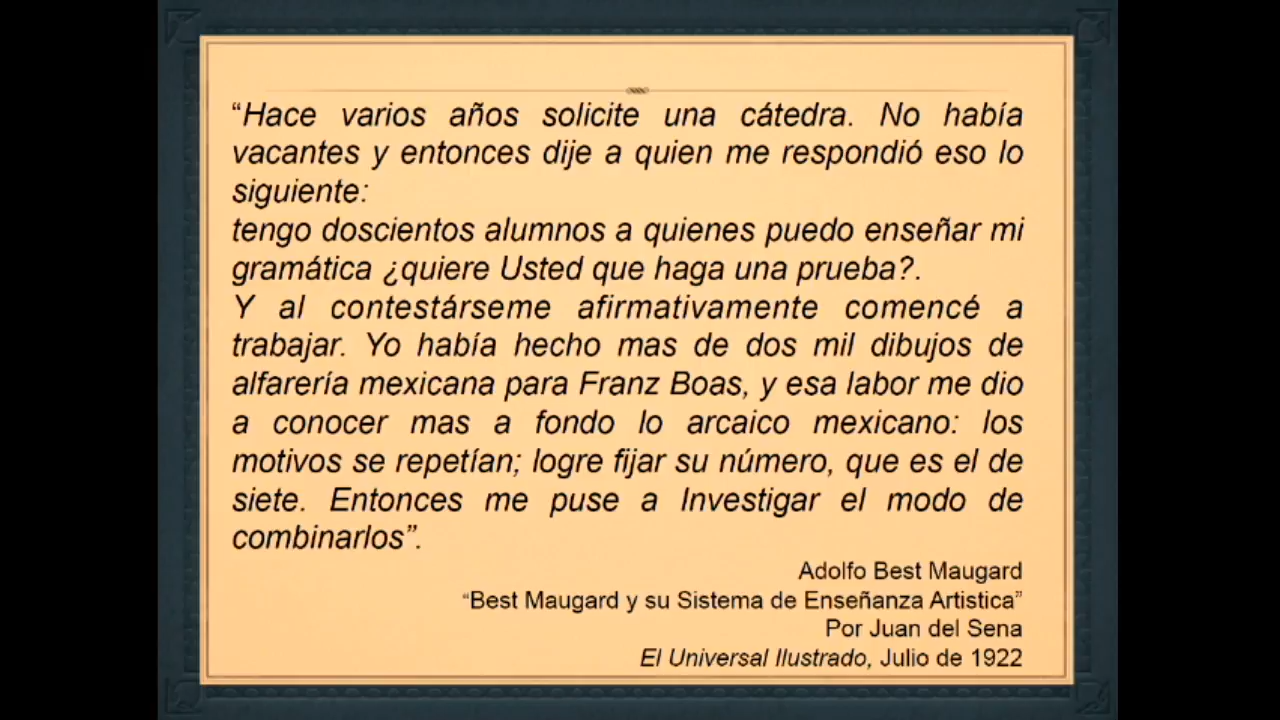 “Hace varios años solicite una cátedra. No había
vacantes y entonces dije a quien me respondió eso lo
siguiente:
tengo doscientos alumnos a quienes puedo enseñar mi
gramática ¿quiere Usted que haga una prueba?.
Y al contestárseme afirmativamente comencé a
trabajar. Yo había hecho mas de dos mil dibujos de
alfarería mexicana para Franz Boas, y esa labor me dio
a conocer mas a fondo lo arcaico mexicano: los
motivos se repetían; logre fijar su número, que es el de
siete. Entonces me puse a Investigar el modo de
combinarlos”.
Adolfo Best Maugard
“Best Maugard y su Sistema de Enseñanza Artistica”
Por Juan del Sena
El Universal Ilustrado, Julio de 1922